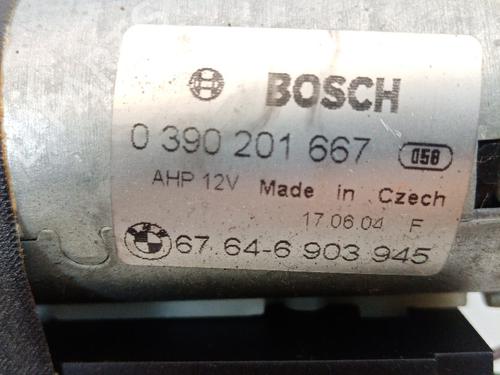 BOSCH
0 390 201 667 058
AHP 12V Made in Czech
17.06.04 F
67 64-6 903 945